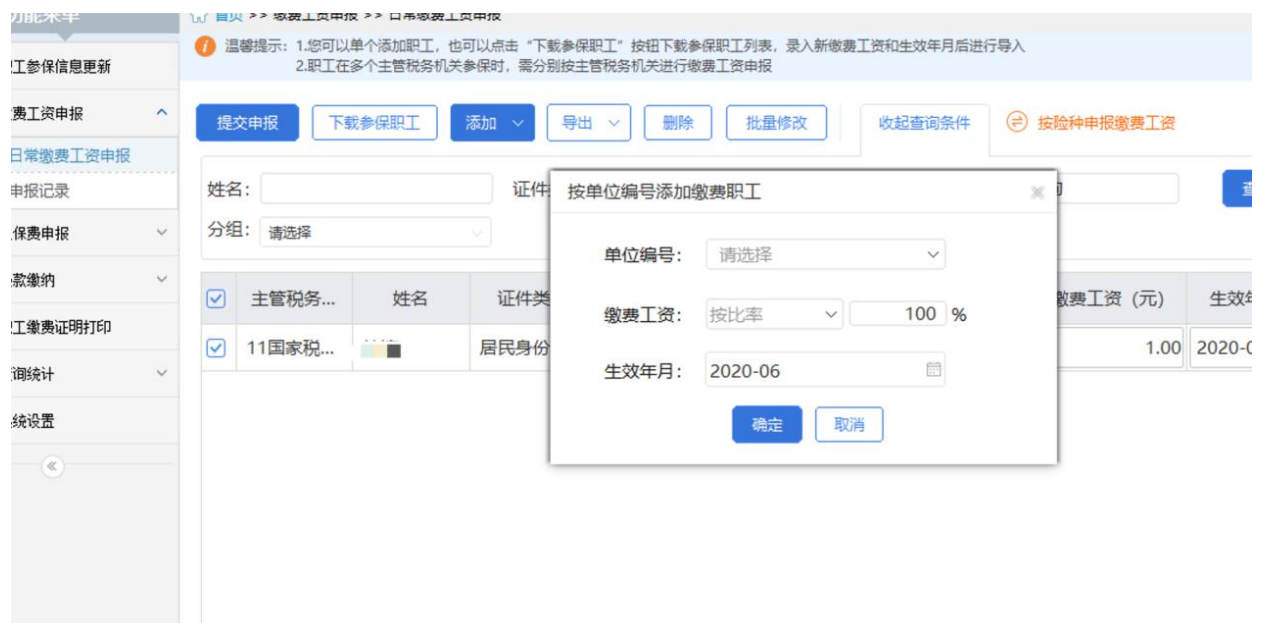 首页 >> 缴费工资申报 >> 日常缴费工资申报
温馨提示：1.您可以单个添加职工，也可以点击“下载参保职工”按钮下载参保职工列表，录入新缴费工资和生效年月后进行导入
2.职工在多个主管税务机关参保时，需分别按主管税务机关进行缴费工资申报
工参保信息更新
费工资申报
日常缴费工资申报
申报记录
保费申报
款缴纳
工缴费证明打印
询统计
统设置
提交申报 下载参保职工 添加 导出 删除 批量修改 收起查询条件 按险种申报缴费工资
姓名： 证件
分组： 请选择
主管税务... 姓名 证件类 缴费工资（元） 生效年
11国家税... 居民身份 1.00 2020-0
按单位编号添加缴费职工
单位编号： 请选择
缴费工资： 按比率 100 %
生效年月： 2020-06
确定 取消